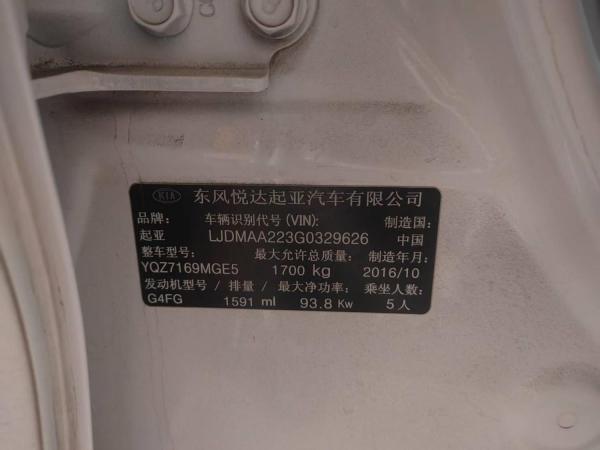 KIA 东风悦达起亚汽车有限公司
品牌: 车辆识别代号(VIN): 制造国:
起亚 LJDMAA223G0329626 中国
整车型号: 最大允许总质量: 制造年月:
YQZ7169MGE5 1700 kg 2016/10
发动机型号 / 排量 / 最大净功率: 乘坐人数:
G4FG 1591 ml 93.8 Kw 5人